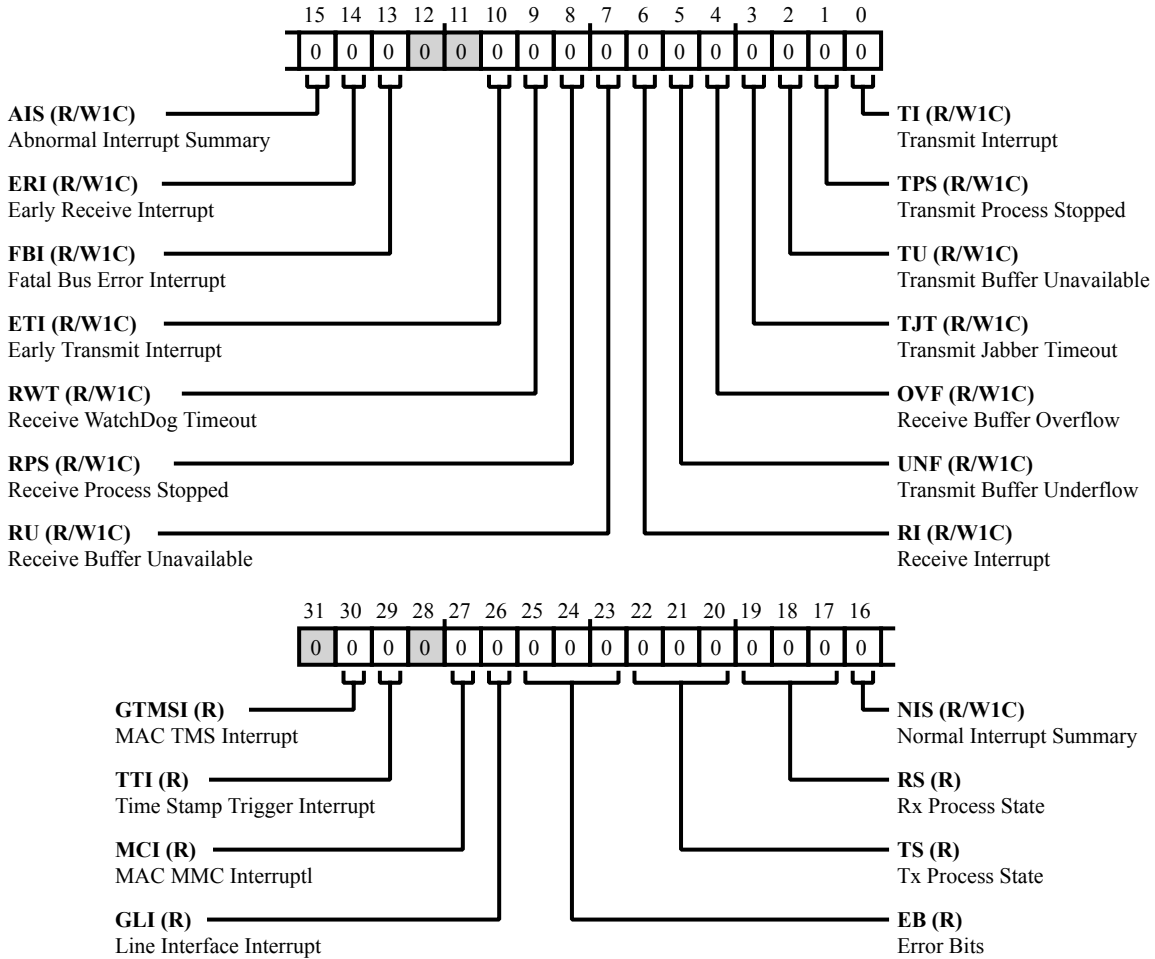 15 14 13 12 11 10 9 8 7 6 5 4 3 2 1 0
0 0 0 0 0 0 0 0 0 0 0 0 0 0 0 0
AIS (R/W1C)
Abnormal Interrupt Summary
ERI (R/W1C)
Early Receive Interrupt
FBI (R/W1C)
Fatal Bus Error Interrupt
ETI (R/W1C)
Early Transmit Interrupt
RWT (R/W1C)
Receive WatchDog Timeout
RPS (R/W1C)
Receive Process Stopped
RU (R/W1C)
Receive Buffer Unavailable
TI (R/W1C)
Transmit Interrupt
TPS (R/W1C)
Transmit Process Stopped
TU (R/W1C)
Transmit Buffer Unavailable
TJT (R/W1C)
Transmit Jabber Timeout
OVF (R/W1C)
Receive Buffer Overflow
UNF (R/W1C)
Transmit Buffer Underflow
RI (R/W1C)
Receive Interrupt
31 30 29 28 27 26 25 24 23 22 21 20 19 18 17 16
0 0 0 0 0 0 0 0 0 0 0 0 0 0 0 0
GTMSI (R)
MAC TMS Interrupt
TTI (R)
Time Stamp Trigger Interrupt
MCI (R)
MAC MMC Interruptl
GLI (R)
Line Interface Interrupt
NIS (R/W1C)
Normal Interrupt Summary
RS (R)
Rx Process State
TS (R)
Tx Process State
EB (R)
Error Bits